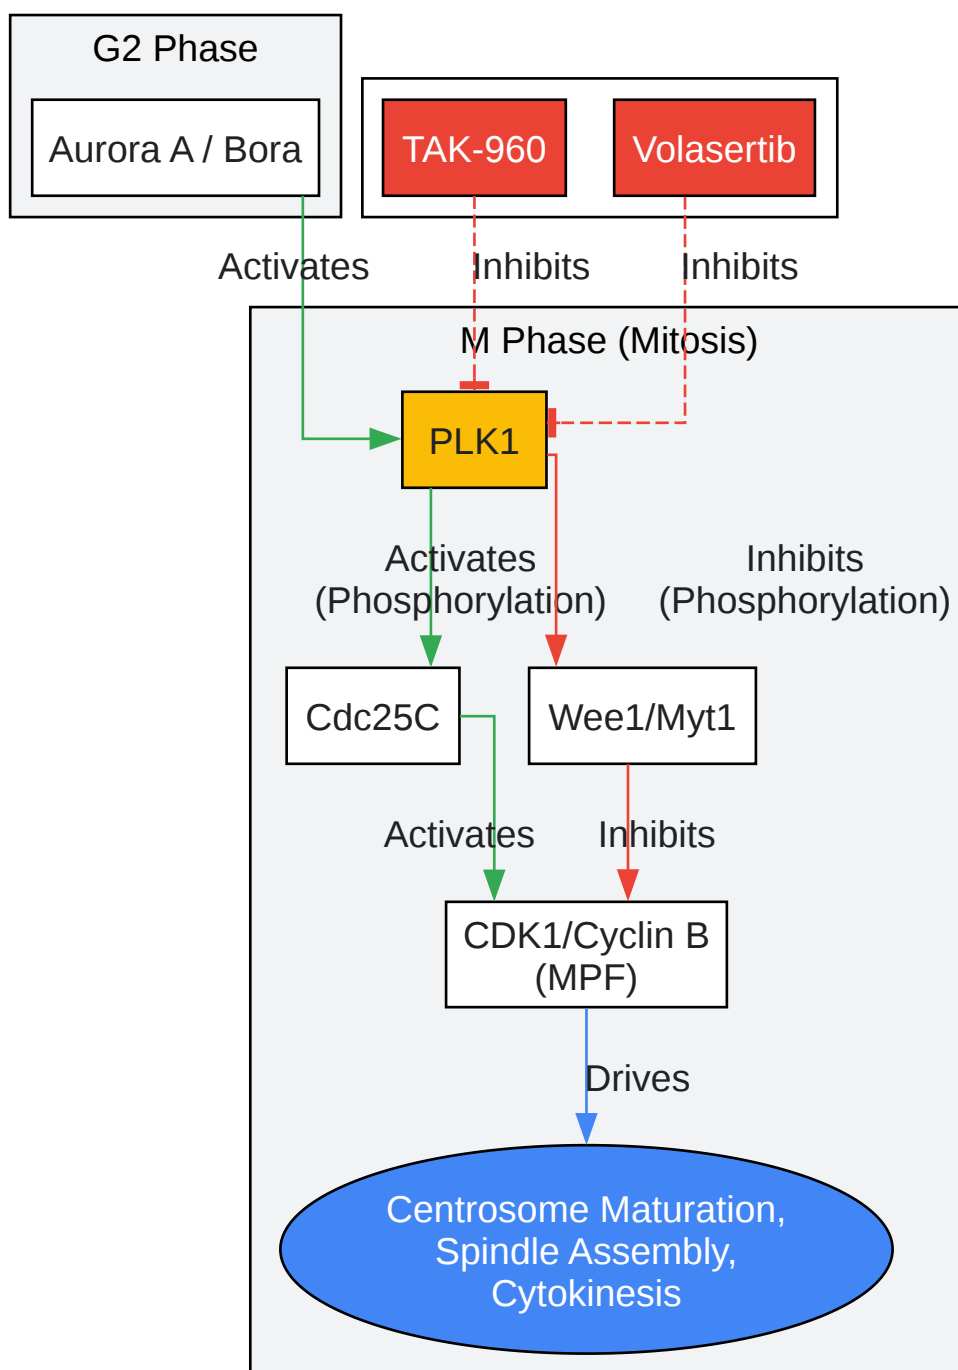 G2 Phase
Aurora A / Bora
TAK-960
Volasertib
Activates
Inhibits
Inhibits
M Phase (Mitosis)
PLK1
Activates
(Phosphorylation)
Inhibits
(Phosphorylation)
Cdc25C
Wee1/Myt1
Activates
Inhibits
CDK1/Cyclin B
(MPF)
Drives
Centrosome Maturation,
Spindle Assembly,
Cytokinesis